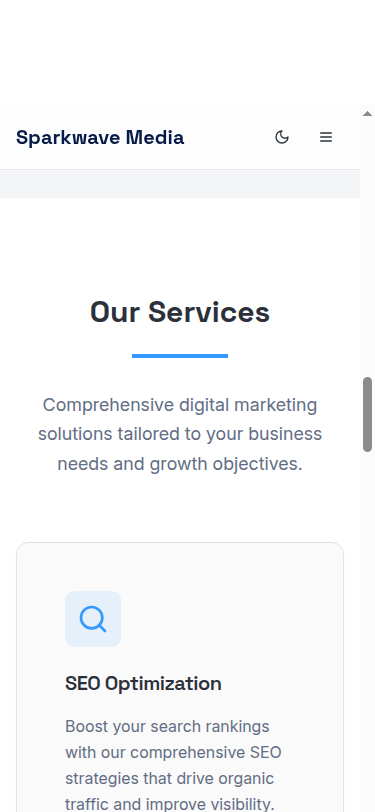 Sparkwave Media
Our Services
Comprehensive digital marketing
solutions tailored to your business
needs and growth objectives.
SEO Optimization
Boost your search rankings
with our comprehensive SEO
strategies that drive organic
traffic and improve visibility.